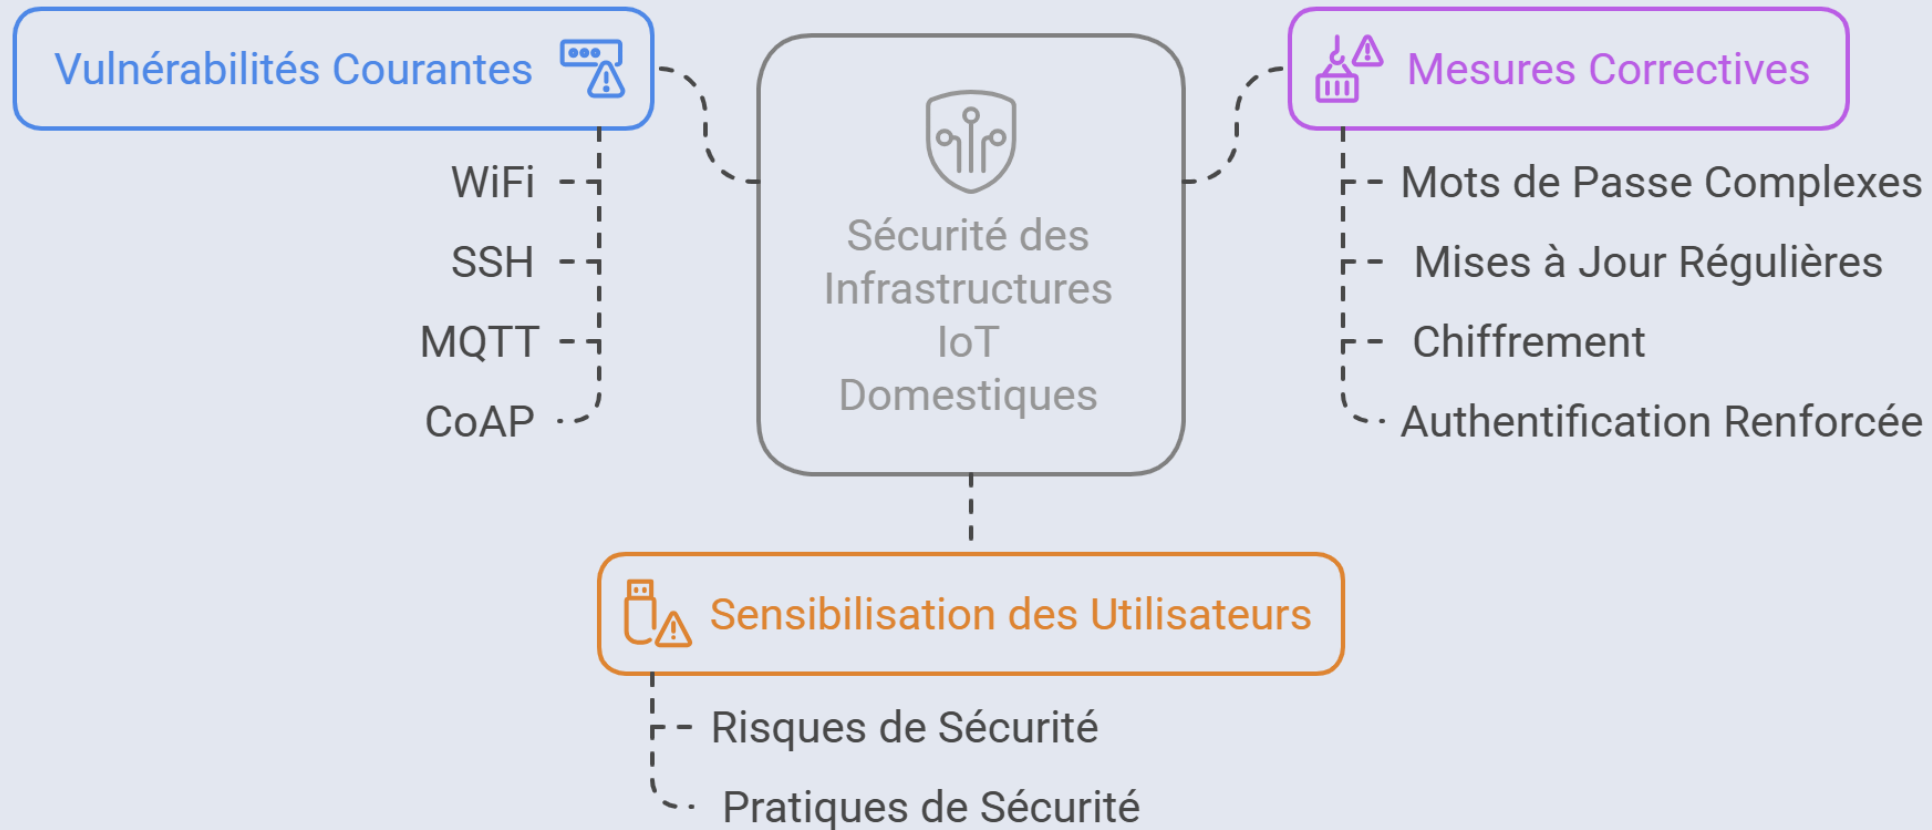 Vulnérabilités Courantes
WiFi
SSH
MQTT
CoAP
Sécurité des
Infrastructures
IoT
Domestiques
Mesures Correctives
Mots de Passe Complexes
Mises à Jour Régulières
Chiffrement
Authentification Renforcée
Sensibilisation des Utilisateurs
Risques de Sécurité
Pratiques de Sécurité